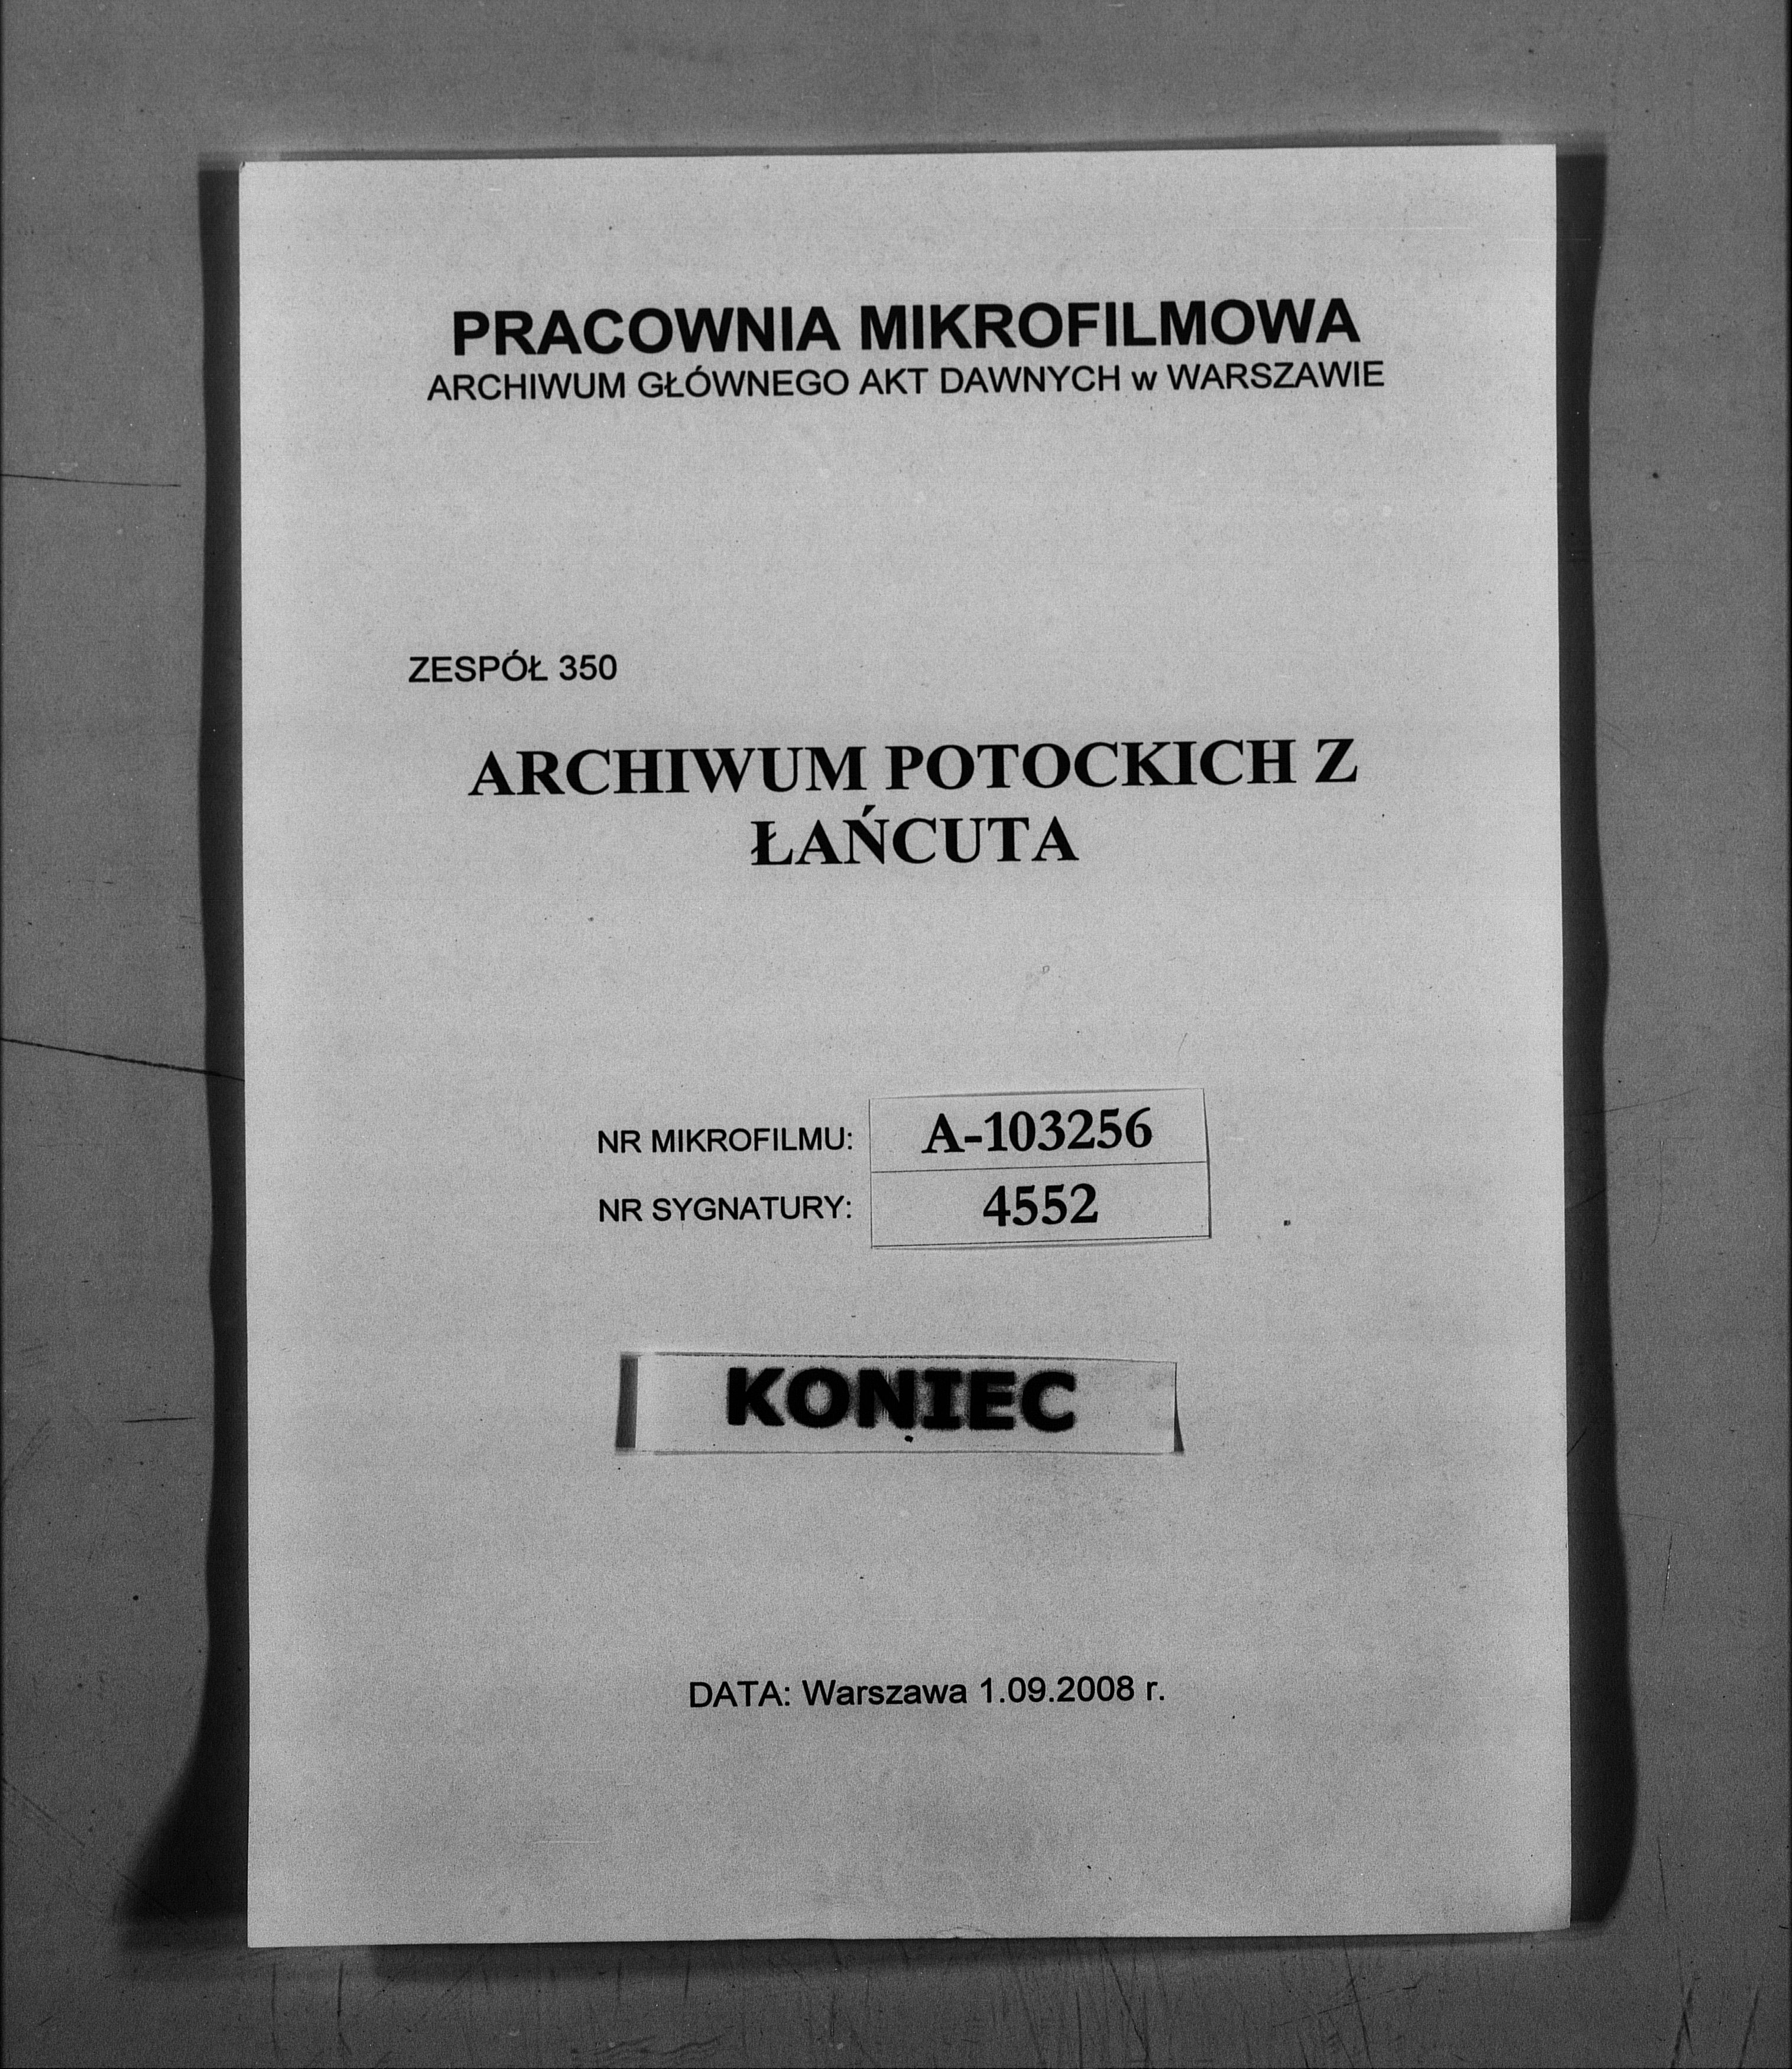 PRACOWNIA MIKROFILMOWA
ARCHIWUM GŁÓWNEGO AKT DAWNYCH w WARSZAWIE
ZESPÓŁ 350
ARCHIWUM POTOCKICH Z
ŁAŃCUTA
NR MIKROFILMU: A-103256
NR SYGNATURY: 4552
KONIEC
DATA: Warszawa 1.09.2008 r.